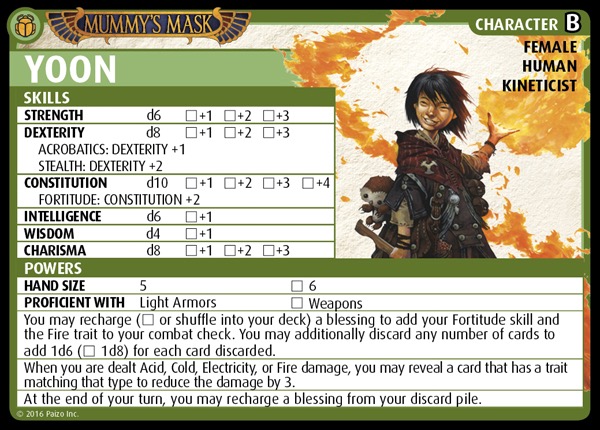 MUMMY'S MASK
CHARACTER B
FEMALE
HUMAN
KINETICIST
YOON
SKILLS
STRENGTH d6 □ +1 □ +2 □ +3
DEXTERITY d8 □ +1 □ +2 □ +3
ACROBATICS: DEXTERITY +1
STEALTH: DEXTERITY +2
CONSTITUTION d10 □ +1 □ +2 □ +3 □ +4
FORTITUDE: CONSTITUTION +2
INTELLIGENCE d6 □ +1
WISDOM d4 □ +1
CHARISMA d8 □ +1 □ +2 □ +3
POWERS
HAND SIZE 5 □ 6
PROFICIENT WITH Light Armors □ Weapons
You may recharge (□ or shuffle into your deck) a blessing to add your Fortitude skill and
the Fire trait to your combat check. You may additionally discard any number of cards to
add 1d6 (□ 1d8) for each card discarded.
When you are dealt Acid, Cold, Electricity, or Fire damage, you may reveal a card that has a trait
matching that type to reduce the damage by 3.
At the end of your turn, you may recharge a blessing from your discard pile.
© 2016 Paizo Inc.